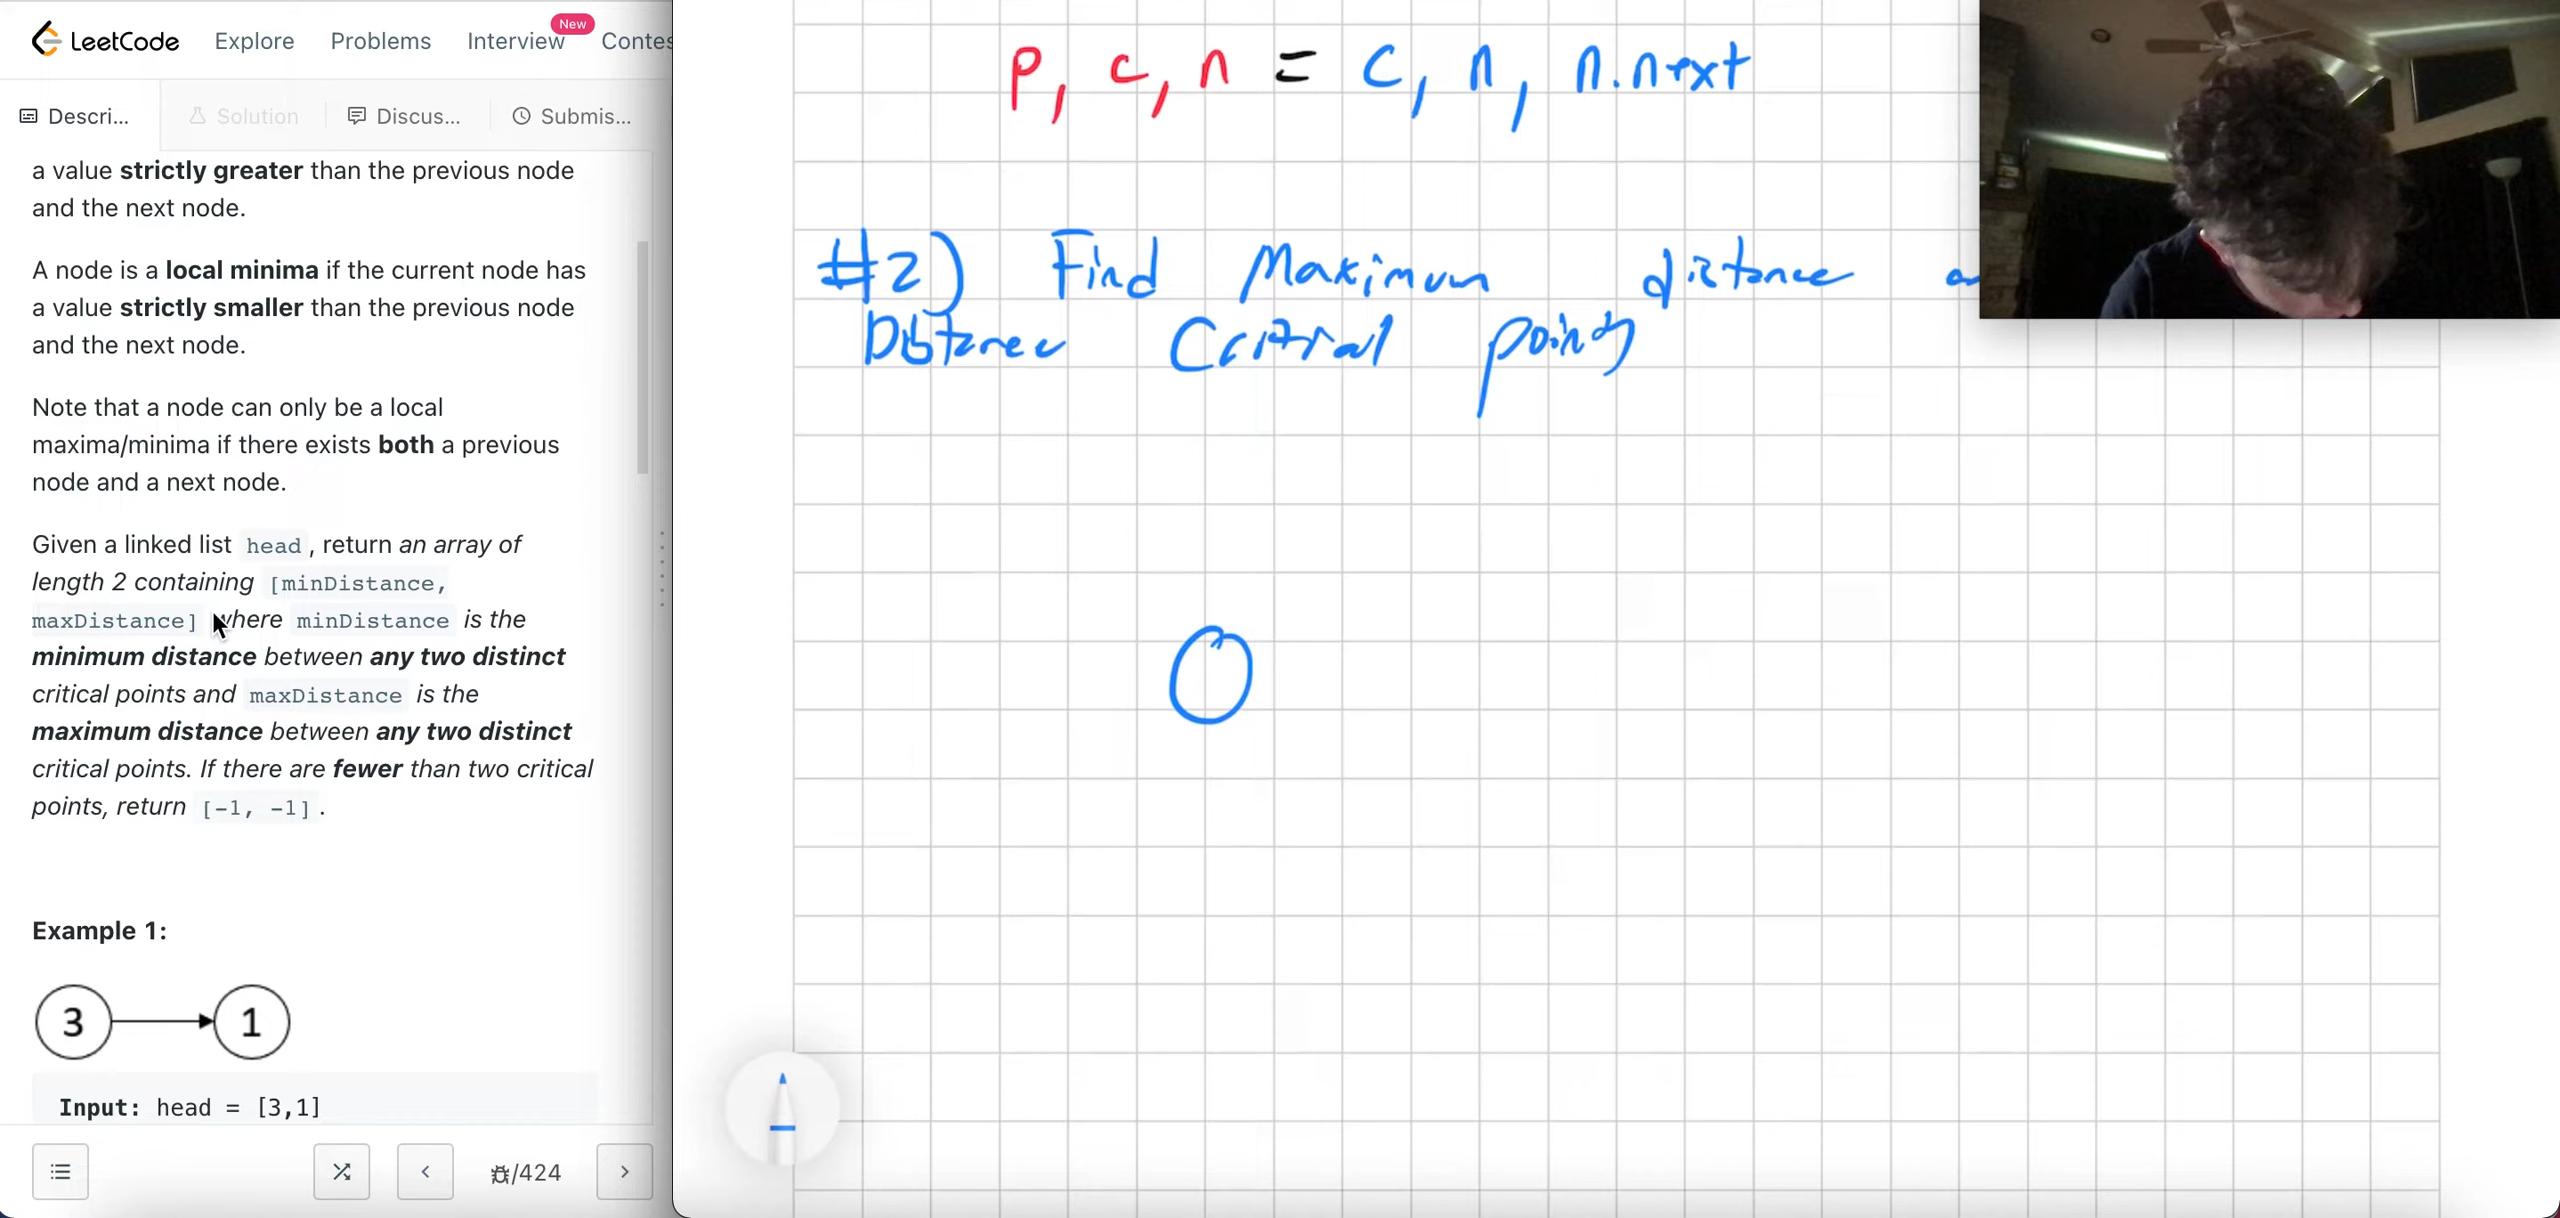 LeetCode Explore Problems Interview New Contes
Descri... Solution Discus... Submis...
a value strictly greater than the previous node
and the next node.
A node is a local minima if the current node has
a value strictly smaller than the previous node
and the next node.
Note that a node can only be a local
maxima/minima if there exists both a previous
node and a next node.
Given a linked list head , return an array of
length 2 containing [minDistance,
maxDistance] where minDistance is the
minimum distance between any two distinct
critical points and maxDistance is the
maximum distance between any two distinct
critical points. If there are fewer than two critical
points, return [-1, -1] .
Example 1:
3 1
Input: head = [3,1]
/424
p, c, n = c, n, n.next
#2) Find Maximum distance
Critical points